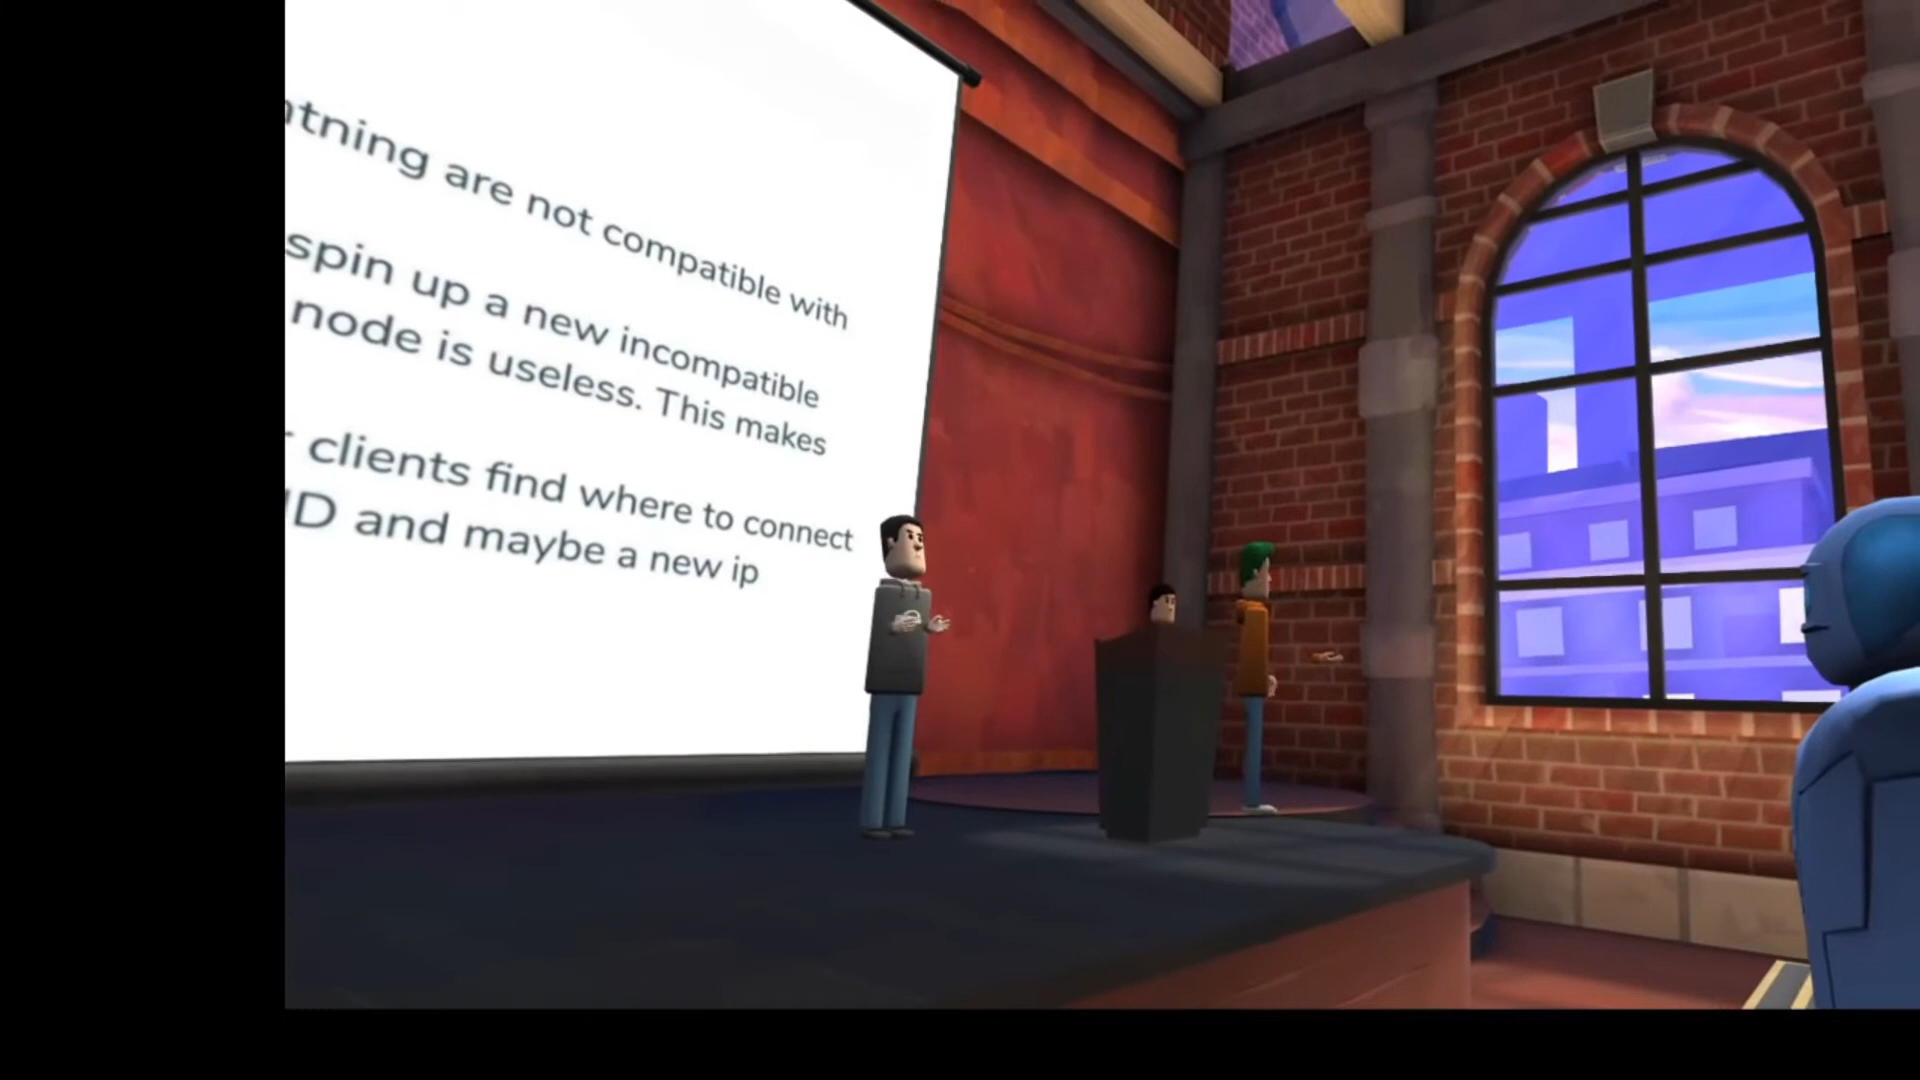 are not compatible with
spin up a new incompatible
node is useless. This makes
clients find where to connect
and maybe a new ip